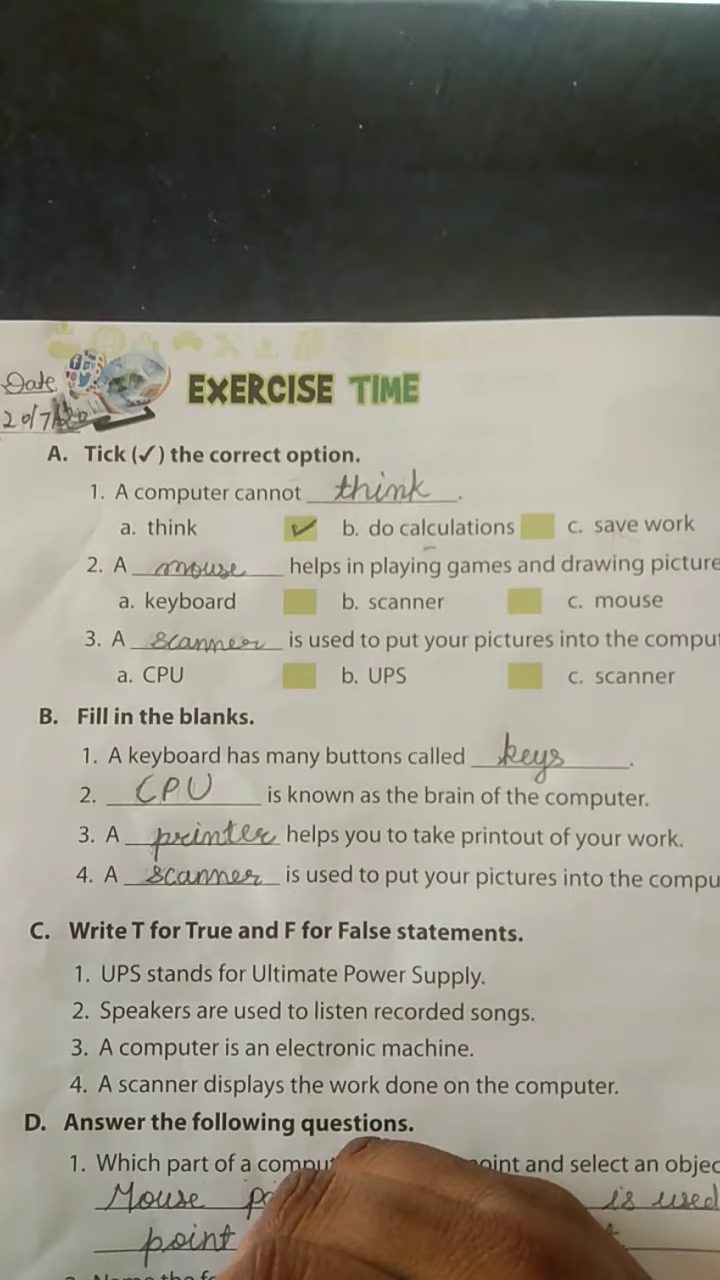 Date
EXERCISE TIME
20/7
A. Tick (✓) the correct option.
1. A computer cannot think.
a. think ✓ b. do calculations c. save work
2. A mouse helps in playing games and drawing picture
a. keyboard b. scanner c. mouse
3. A scanner is used to put your pictures into the compu
a. CPU b. UPS c. scanner
B. Fill in the blanks.
1. A keyboard has many buttons called keys.
2. CPU is known as the brain of the computer.
3. A printer helps you to take printout of your work.
4. A scanner is used to put your pictures into the compu
C. Write T for True and F for False statements.
1. UPS stands for Ultimate Power Supply.
2. Speakers are used to listen recorded songs.
3. A computer is an electronic machine.
4. A scanner displays the work done on the computer.
D. Answer the following questions.
1. Which part of a compu oint and select an objec
Mouse po is used
point